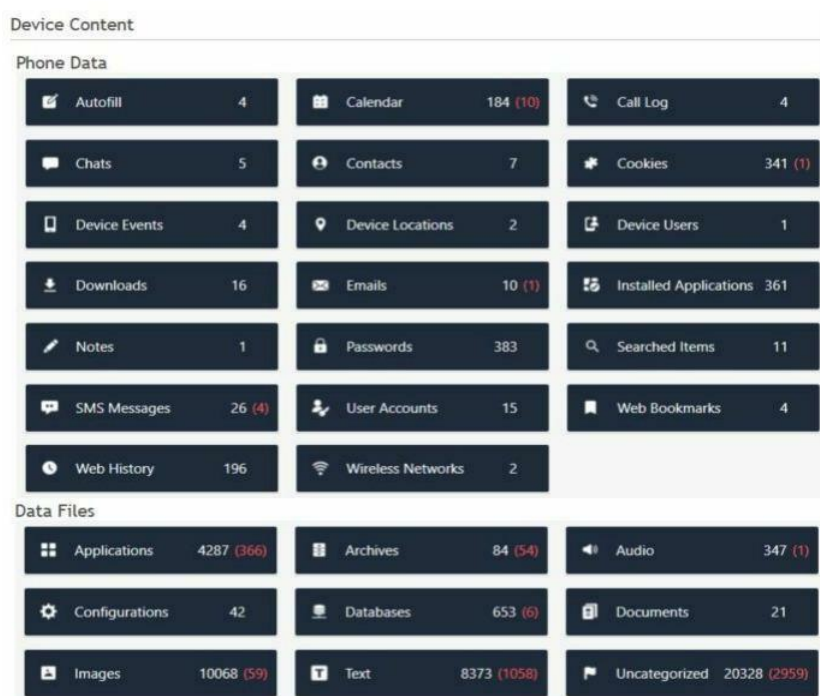 Device Content
Phone Data
Autofill 4 Calendar 184 (10) Call Log 4
Chats 5 Contacts 7 Cookies 341 (1)
Device Events 4 Device Locations 2 Device Users 1
Downloads 16 Emails 10 (1) Installed Applications 361
Notes 1 Passwords 383 Searched Items 11
SMS Messages 26 (4) User Accounts 15 Web Bookmarks 4
Web History 196 Wireless Networks 2
Data Files
Applications 4287 (366) Archives 84 (54) Audio 347 (1)
Configurations 42 Databases 653 (6) Documents 21
Images 10068 (59) Text 8373 (1058) Uncategorized 20328 (2959)